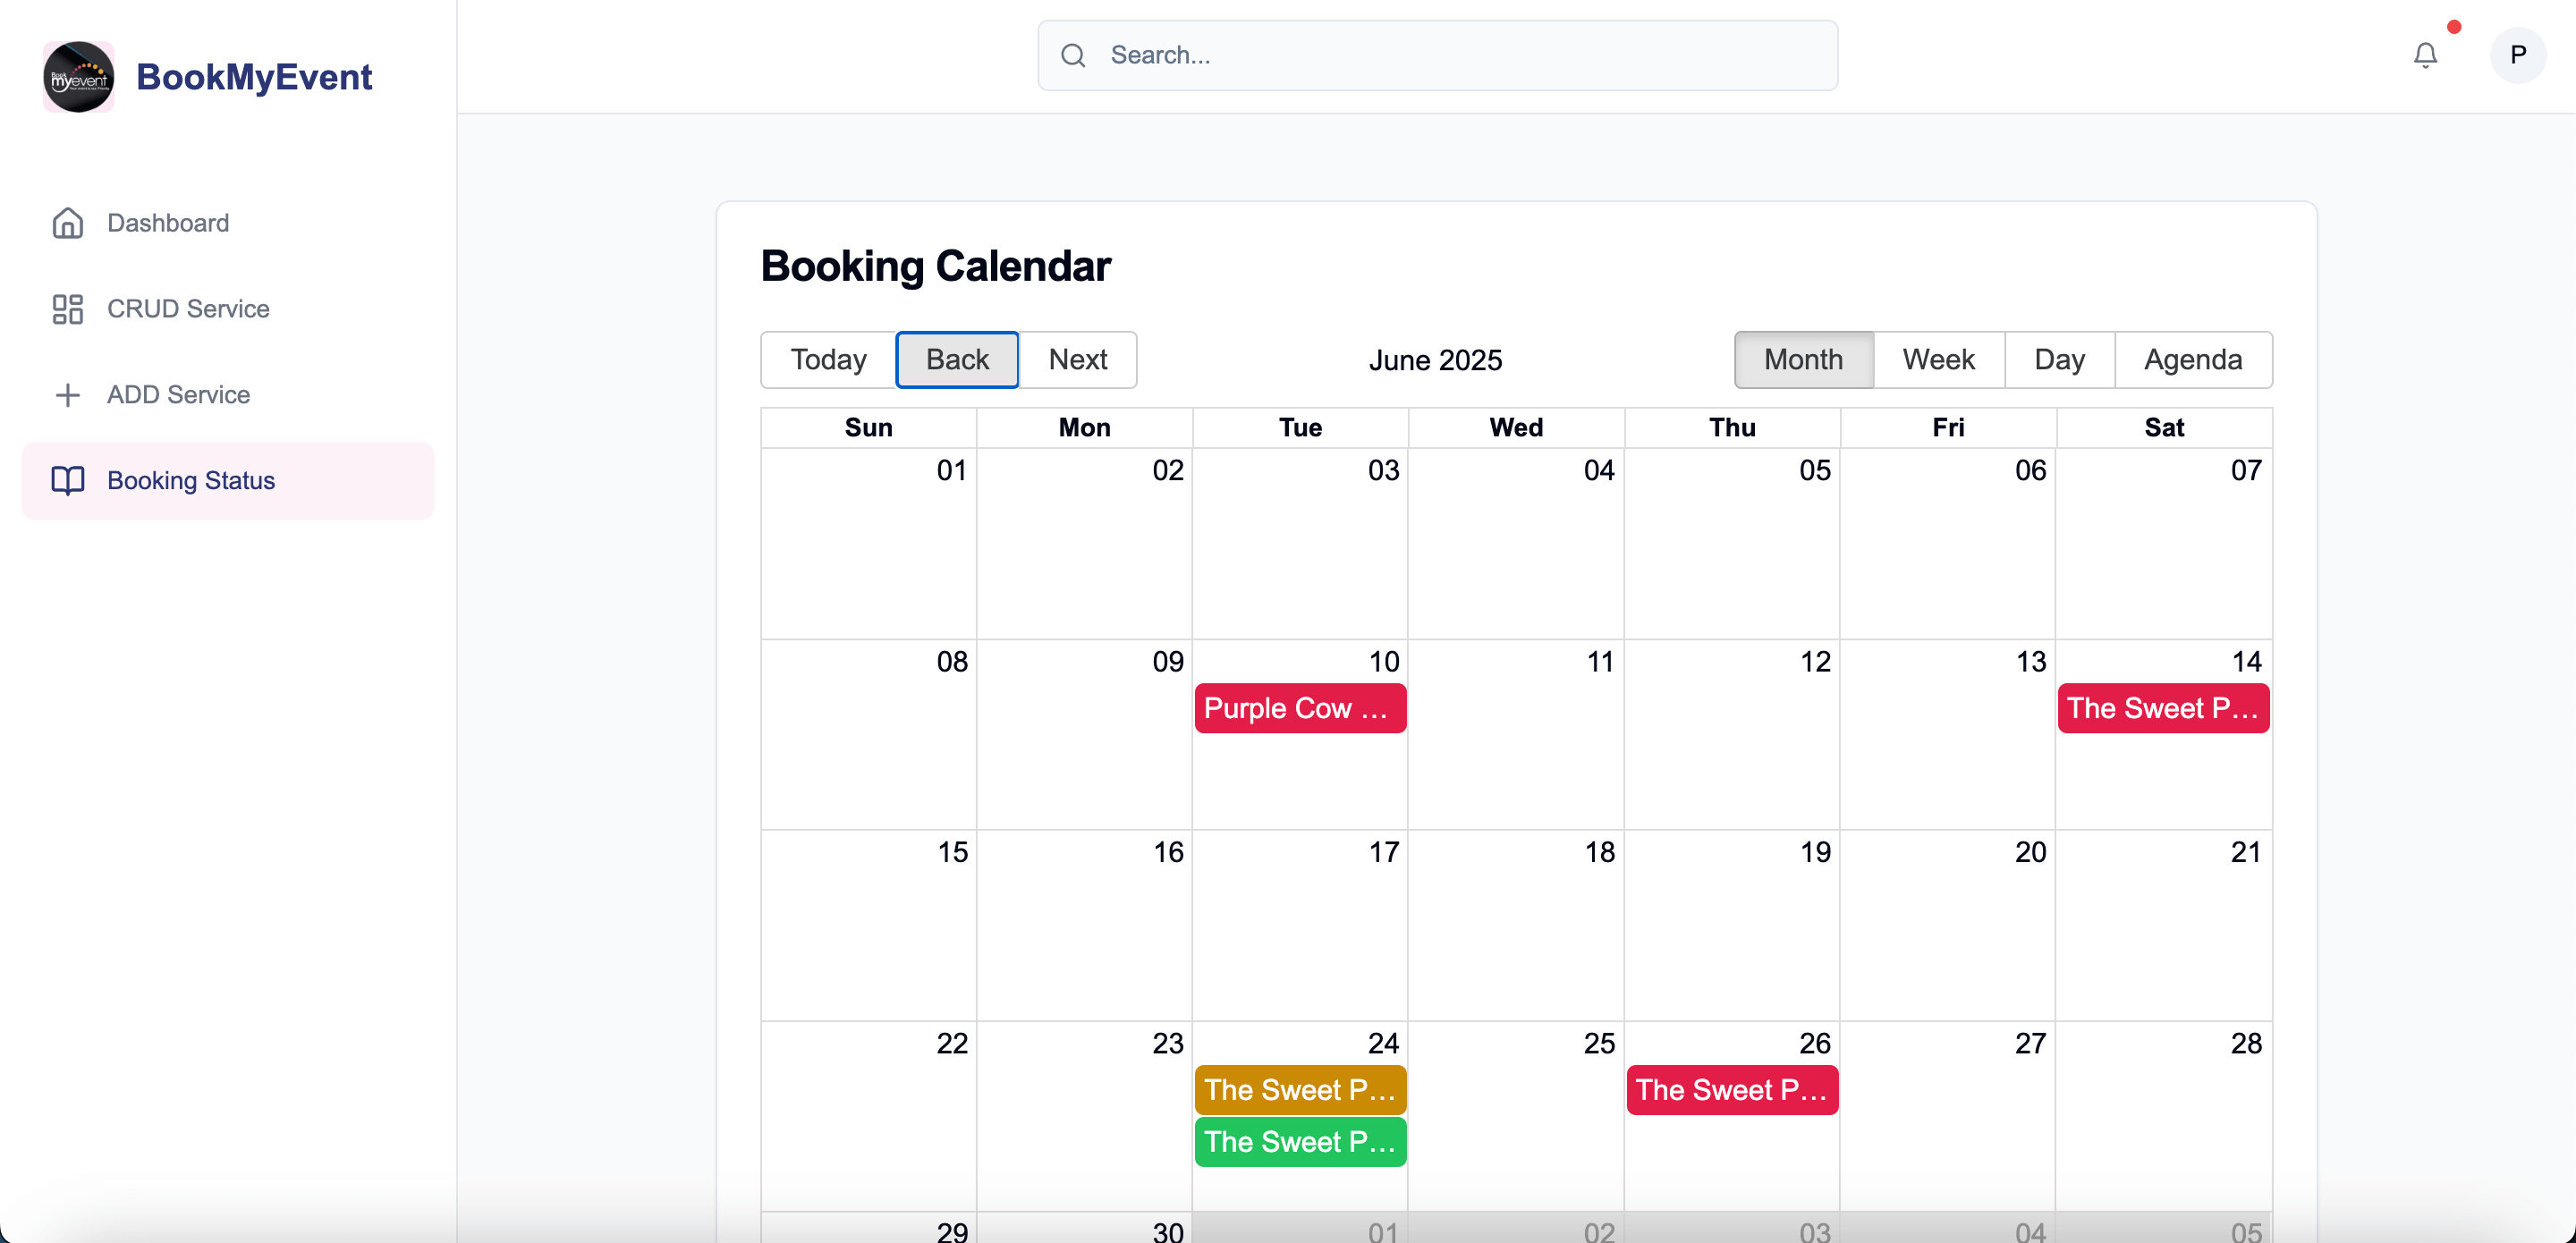 Book
myevent
BookMyEvent
Search...
P
Dashboard
CRUD Service
ADD Service
Booking Status
Booking Calendar
Today Back Next
June 2025
Month Week Day Agenda
Sun Mon Tue Wed Thu Fri Sat
01 02 03 04 05 06 07
08 09 10 11 12 13 14
Purple Cow ... The Sweet P...
15 16 17 18 19 20 21
22 23 24 25 26 27 28
The Sweet P... The Sweet P...
The Sweet P...
29 30 01 02 03 04 05